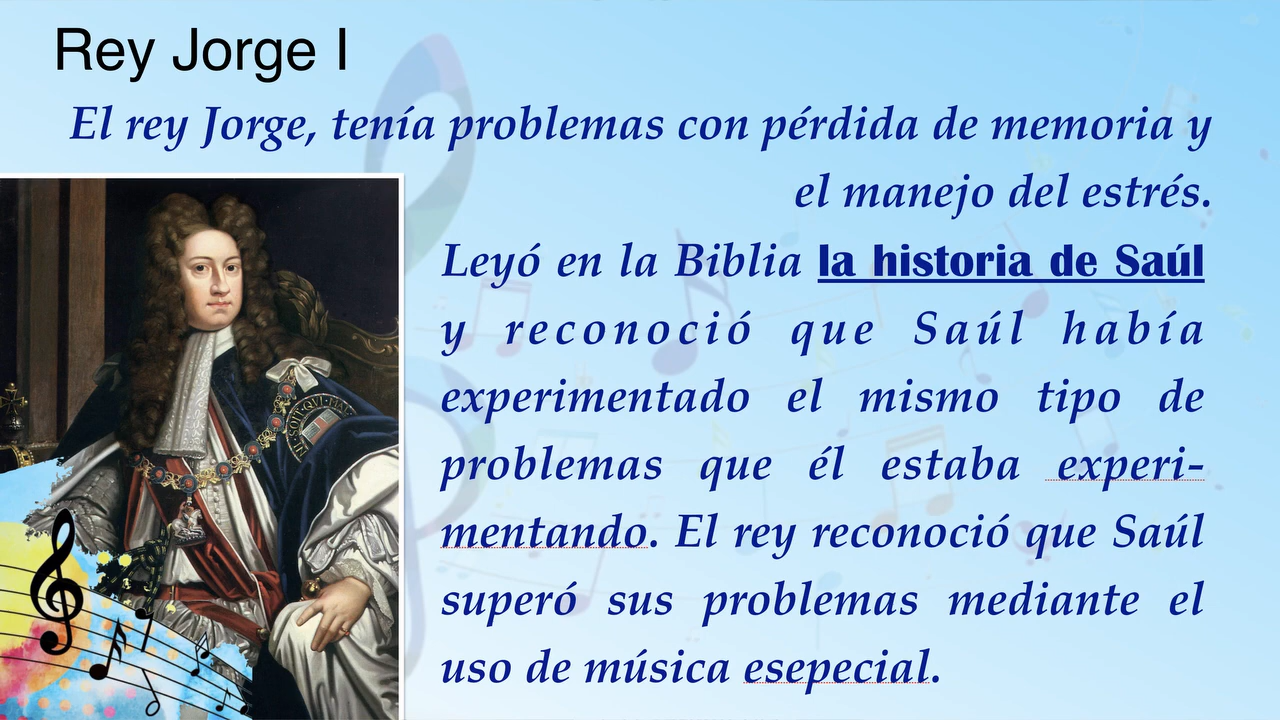 Rey Jorge I
El rey Jorge, tenía problemas con pérdida de memoria y
el manejo del estrés.
Leyó en la Biblia la historia de Saúl
y reconoció que Saúl había
experimentado el mismo tipo de
problemas que él estaba experi-
mentando. El rey reconoció que Saúl
superó sus problemas mediante el
uso de música esepecial.